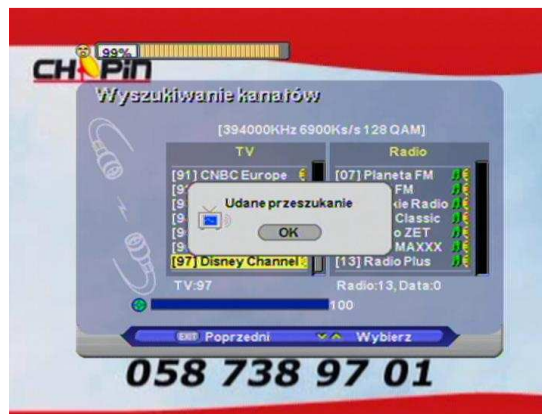 99%
CHOPiN
Wyszukiwanie kanałów
[394000KHz 6900Ks/s 128 QAM]
TV
Radio
[91] CNBC Europe
[07] Planeta FM
FM
kie Radio
Classic
o ZET
MAXXX
[97] Disney Channel
[13] Radio Plus
Udane przeszukanie
OK
TV:97
Radio:13, Data:0
100
EXIT Poprzedni
Wybierz
058 738 97 01